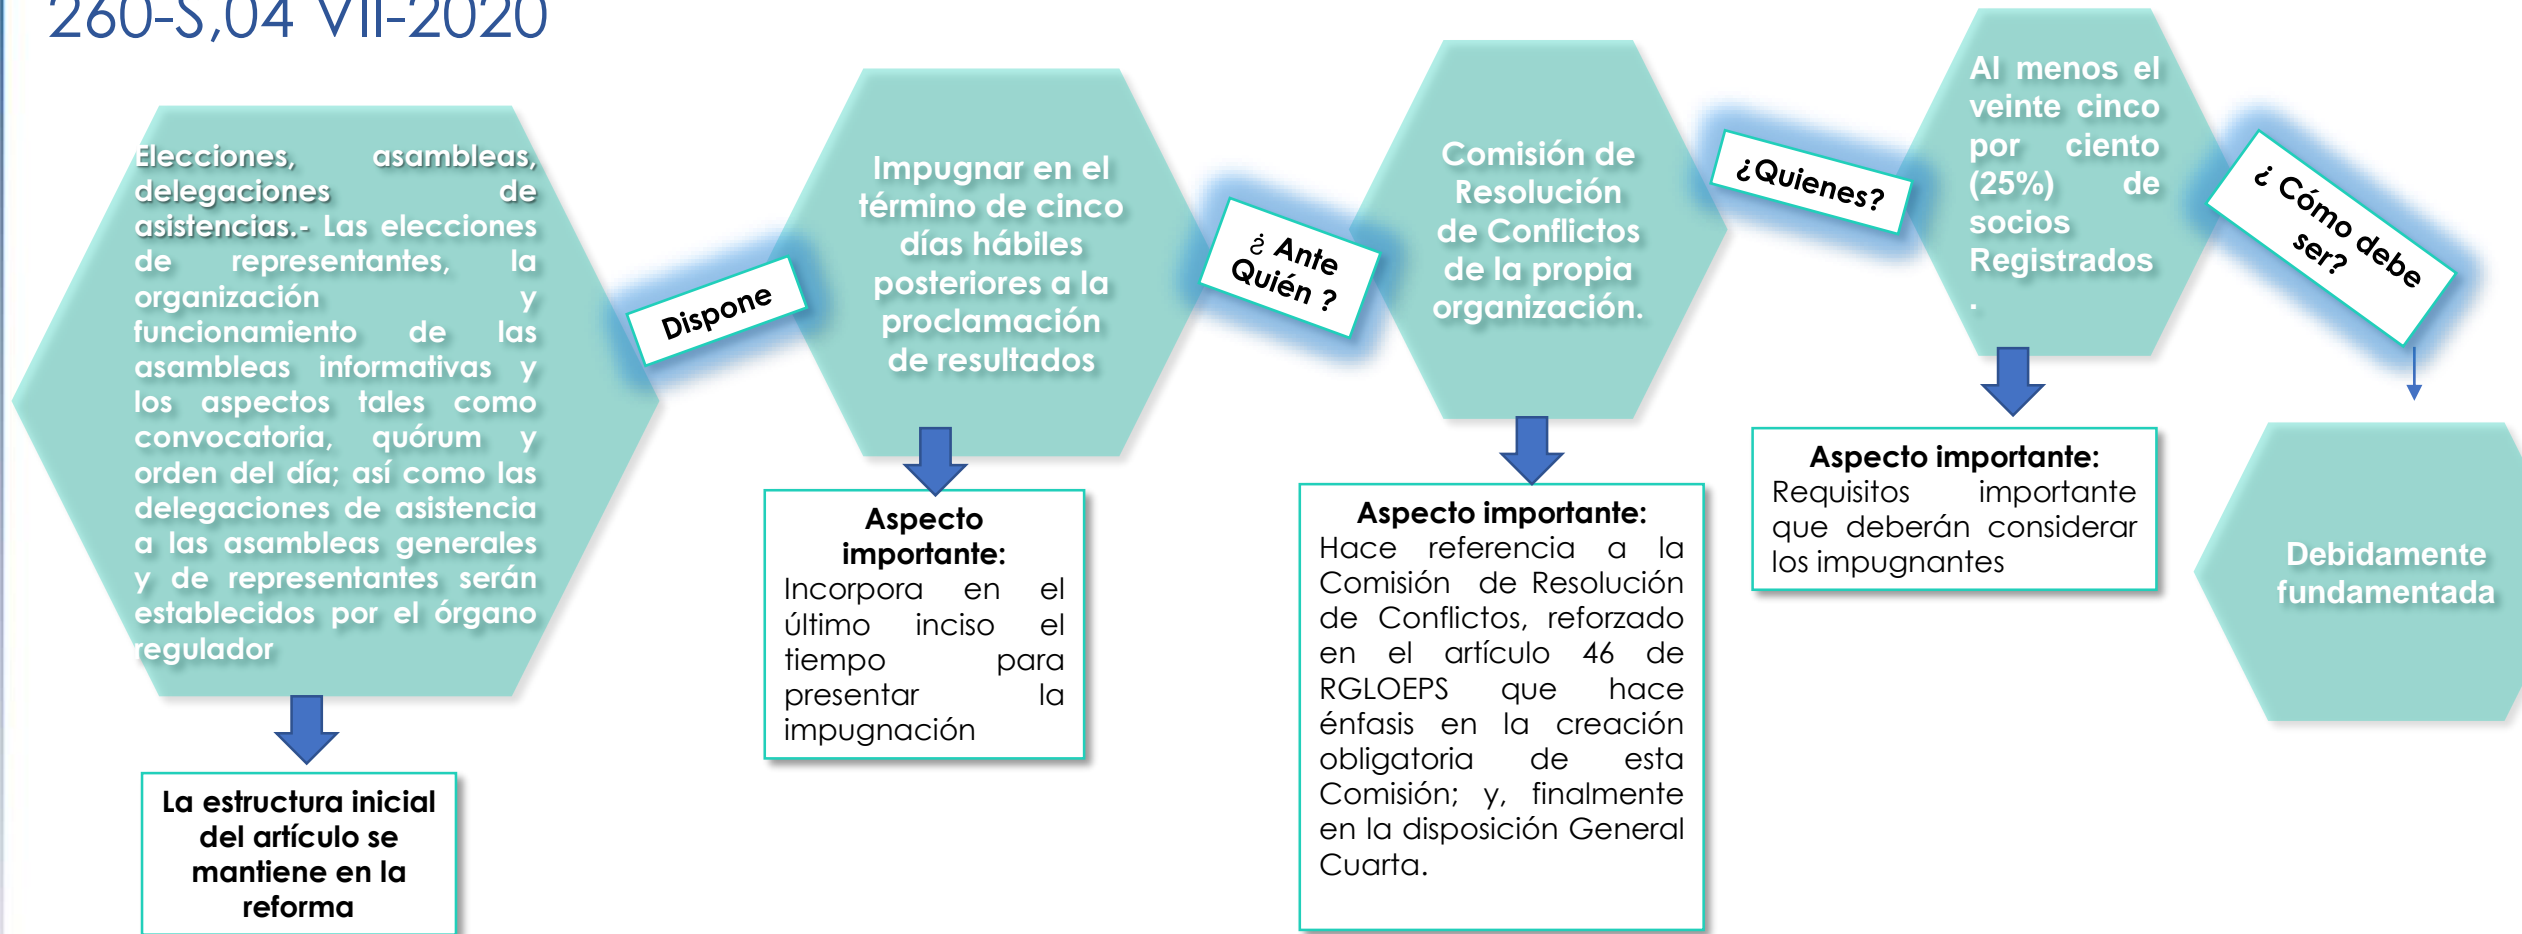 260-S,04 VII-2020
Elecciones, asambleas,
delegaciones de
asistencias.- Las elecciones
de representantes, la
organización y
funcionamiento de las
asambleas informativas y
los aspectos tales como
convocatoria, quórum y
orden del día; así como las
delegaciones de asistencia
a las asambleas generales
y de representantes serán
establecidos por el órgano
regulador
La estructura inicial
del artículo se
mantiene en la
reforma
Dispone
Impugnar en el
término de cinco
días hábiles
posteriores a la
proclamación
de resultados
Aspecto
importante:
Incorpora en el
último inciso el
tiempo para
presentar la
impugnación
¿ Ante
Quién ?
Comisión de
Resolución
de Conflictos
de la propia
organización.
Aspecto importante:
Hace referencia a la
Comisión de Resolución
de Conflictos, reforzado
en el artículo 46 de
RGLOEPS que hace
énfasis en la creación
obligatoria de esta
Comisión; y, finalmente
en la disposición General
Cuarta.
¿Quienes?
Al menos el
veinte cinco
por ciento
(25%) de
socios
Registrados
.
Aspecto importante:
Requisitos importante
que deberán considerar
los impugnantes
¿ Cómo debe
ser?
Debidamente
fundamentada